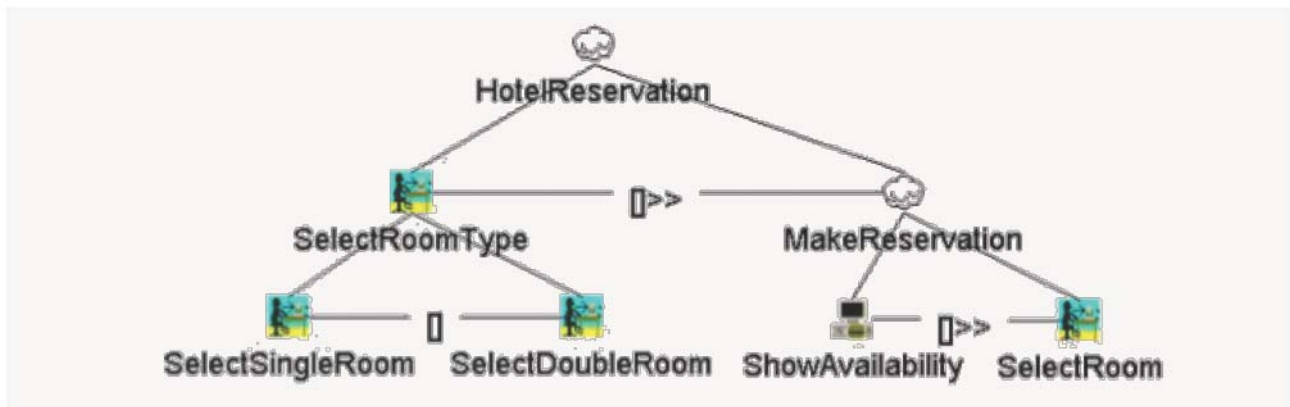 HotelReservation
[]>>
SelectRoomType
MakeReservation
[]
[]>>
SelectSingleRoom
SelectDoubleRoom
ShowAvailability
SelectRoom